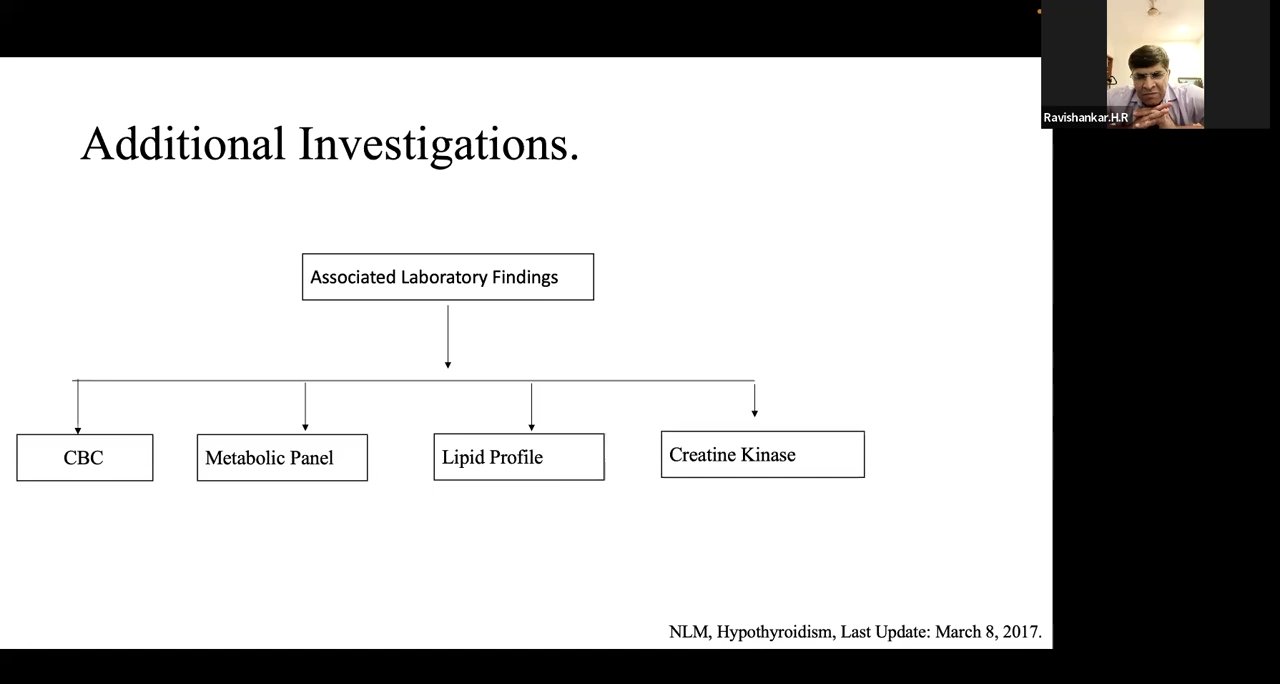 Ravishankar.H.R
Additional Investigations.
Associated Laboratory Findings
CBC
Metabolic Panel
Lipid Profile
Creatine Kinase
NLM, Hypothyroidism, Last Update: March 8, 2017.